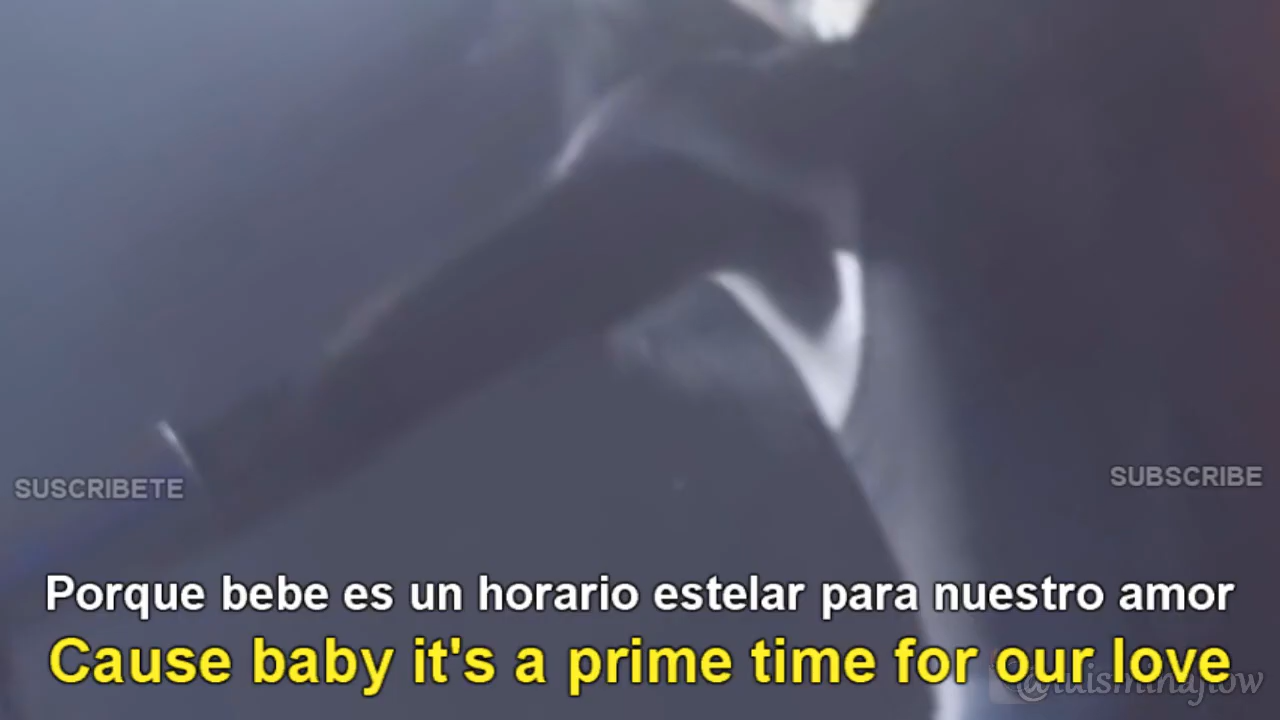 SUSCRIBETE
SUBSCRIBE
Porque bebe es un horario estelar para nuestro amor
Cause baby it's a prime time for our love